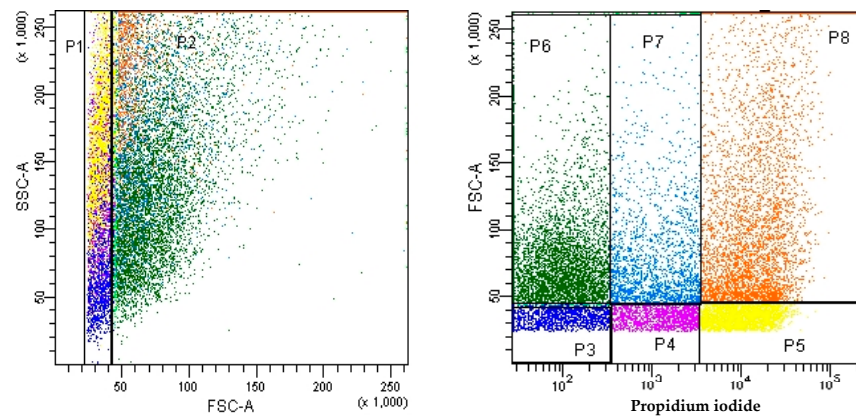 P1
P2
SSC-A
(x 1,000)
50
100
150
200
250
50
100
150
200
250
FSC-A
(x 1,000)
P6
P7
P8
FSC-A
(x 1,000)
50
100
150
200
250
P3
P4
P5
10²
10³
10⁴
10⁵
Propidium iodide